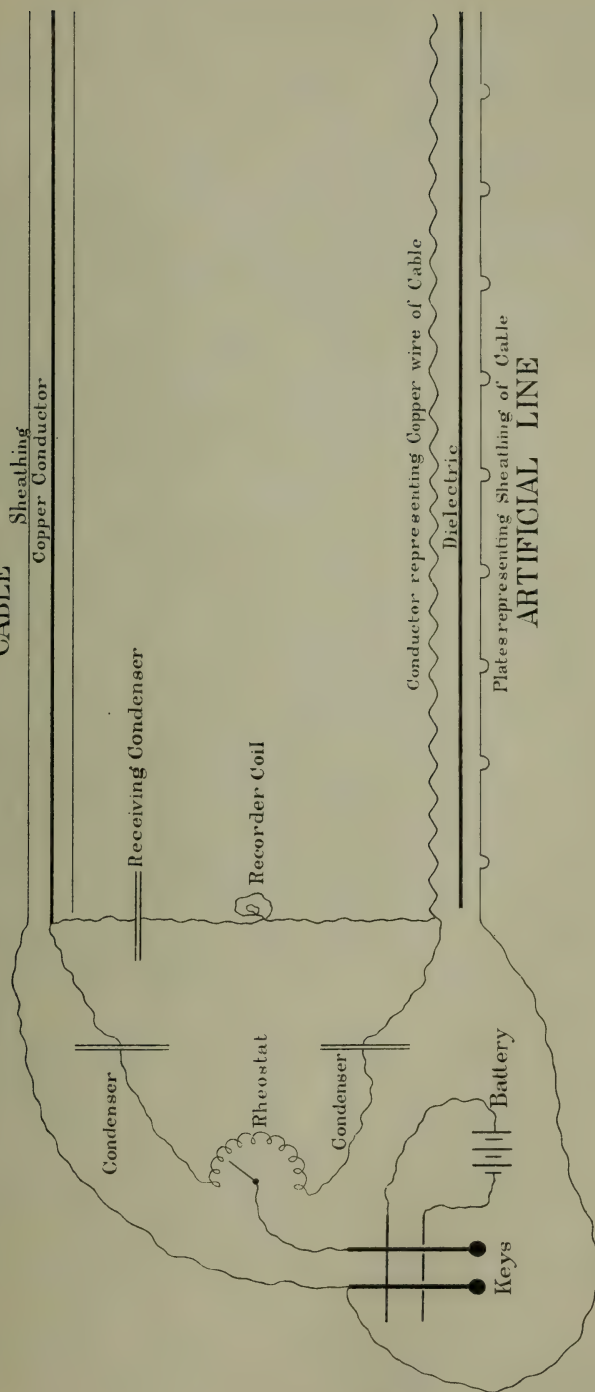 CABLE
Sheathing
Copper Conductor
Receiving Condenser
Recorder Coil
Condenser
Rheostat
Condenser
Battery
Keys
Conductor representing Copper wire of Cable
Dielectric
Plates representing Sheathing of Cable
ARTIFICIAL LINE